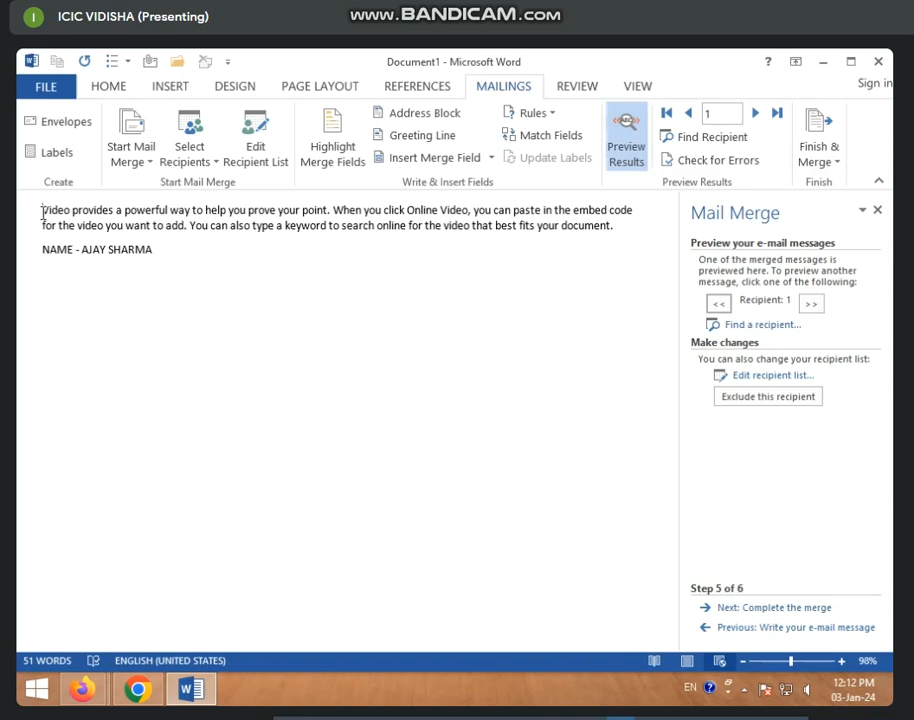 I ICIC VIDISHA (Presenting)
www.BANDICAM.com
Document1 - Microsoft Word
?
FILE HOME INSERT DESIGN PAGE LAYOUT REFERENCES MAILINGS REVIEW VIEW Sign in
Envelopes
Labels
Create
Start Mail Merge
Select Recipients
Edit Recipient List
Start Mail Merge
Highlight Merge Fields
Address Block
Greeting Line
Insert Merge Field
Rules
Match Fields
Update Labels
Write & Insert Fields
ABC
Preview Results
1
Find Recipient
Check for Errors
Preview Results
Finish & Merge
Finish
Video provides a powerful way to help you prove your point. When you click Online Video, you can paste in the embed code
for the video you want to add. You can also type a keyword to search online for the video that best fits your document.
NAME - AJAY SHARMA
Mail Merge
Preview your e-mail messages
One of the merged messages is
previewed here. To preview another
message, click one of the following:
<< Recipient: 1 >>
Find a recipient...
Make changes
You can also change your recipient list:
Edit recipient list...
Exclude this recipient
Step 5 of 6
Next: Complete the merge
Previous: Write your e-mail message
51 WORDS ENGLISH (UNITED STATES) 98%
EN 12:12 PM
03-Jan-24